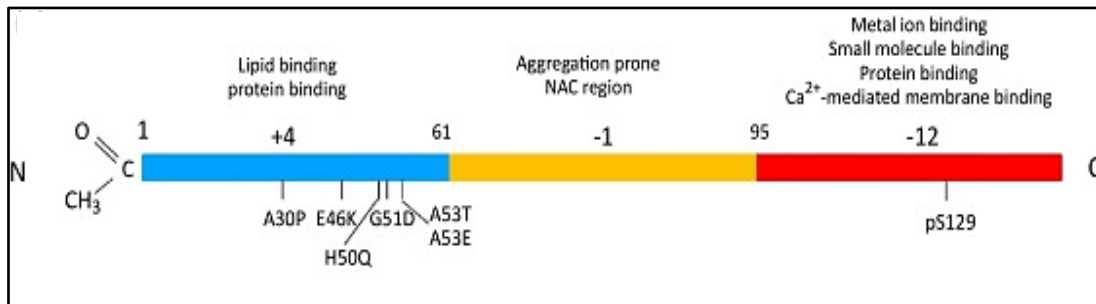 Metal ion binding
Small molecule binding
Protein binding
Ca²⁺-mediated membrane binding
Lipid binding
protein binding
Aggregation prone
NAC region
O 1 +4 61 -1 95 -12
N C
CH₃
A30P E46K G51D A53T pS129
A53E
H50Q